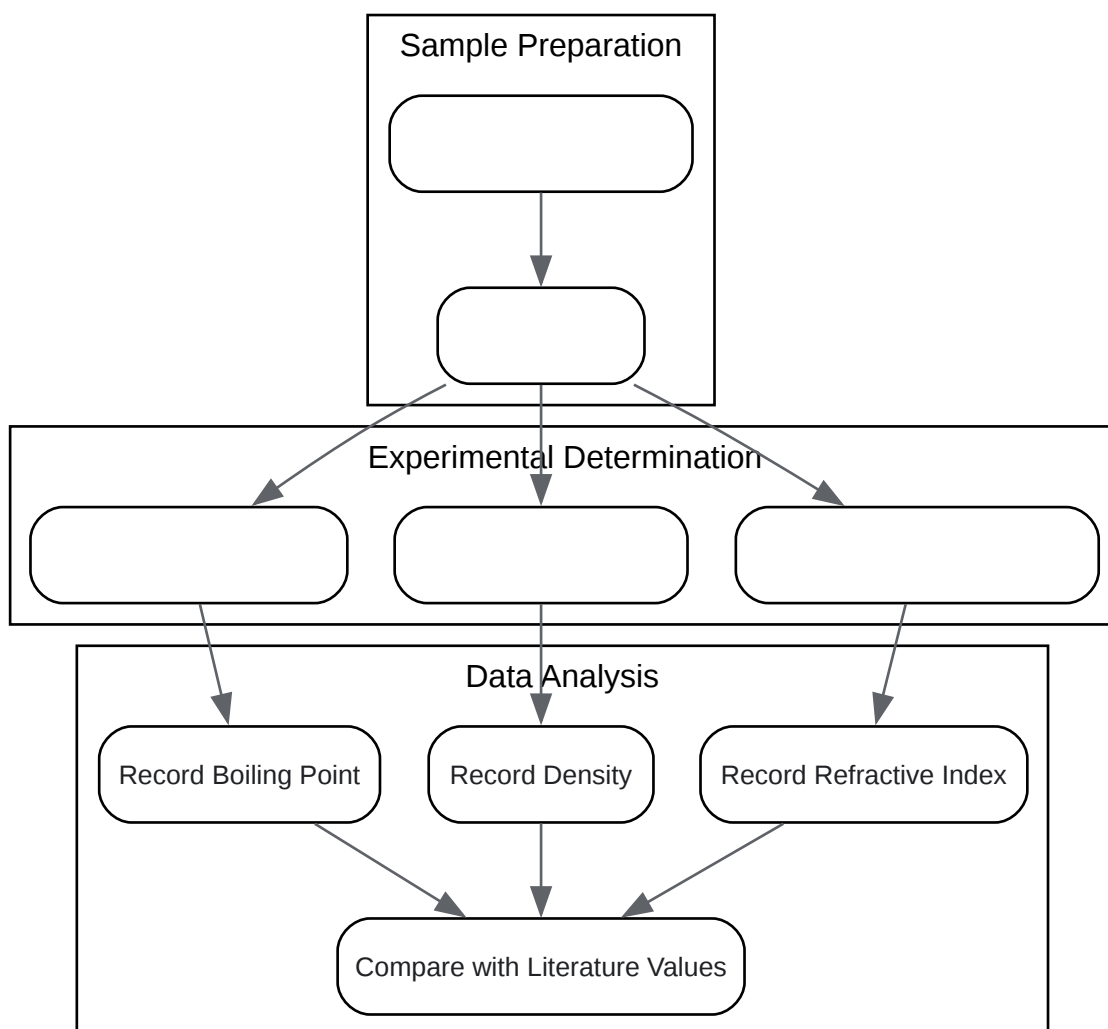 Sample Preparation
Experimental Determination
Data Analysis
Record Boiling Point
Record Density
Record Refractive Index
Compare with Literature Values